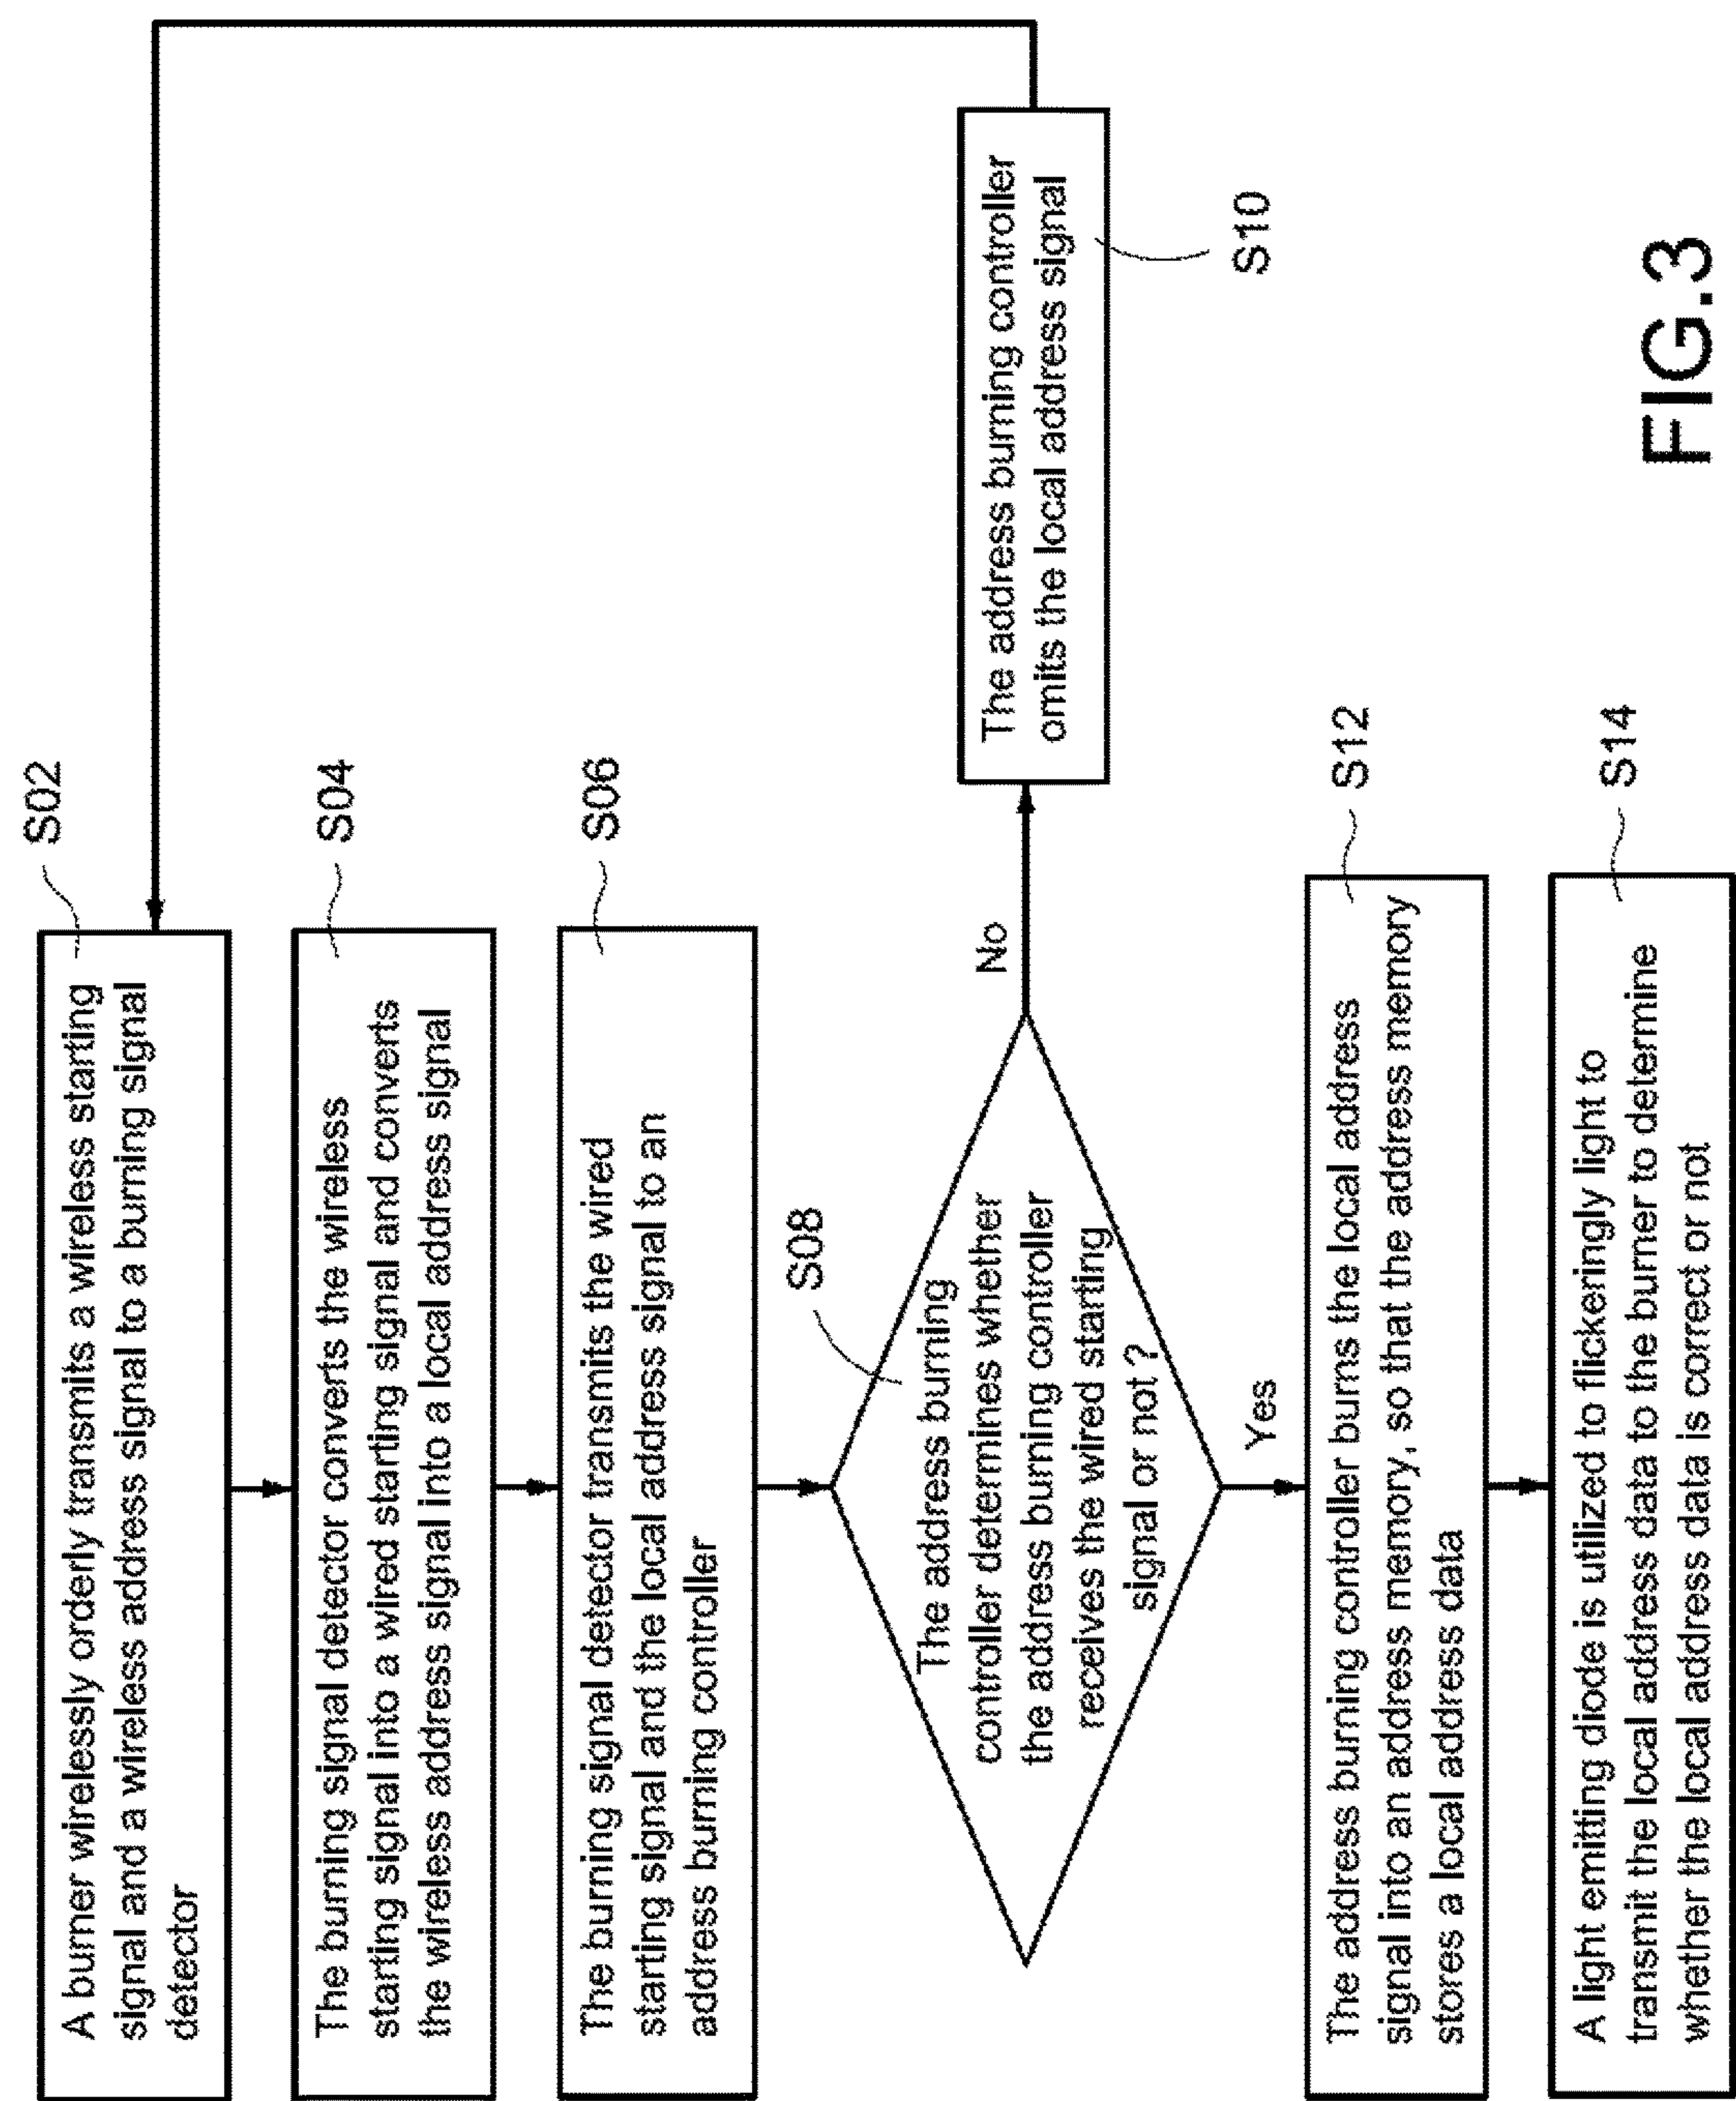 A burner wirelessly orderly transmits a wireless starting
signal and a wireless address signal to a burning signal
detector
S02
The burning signal detector converts the wireless
starting signal into a wired starting signal and converts
the wireless address signal into a local address signal
S04
The burning signal detector transmits the wired
starting signal and the local address signal to an
address burning controller
S06
The address burning
controller determines whether
the address burning controller
receives the wired starting
signal or not ?
S08
No
The address burning controller
omits the local address signal
S10
Yes
The address burning controller burns the local address
signal into an address memory, so that the address memory
stores a local address data
S12
A light emitting diode is utilized to flickeringly light to
transmit the local address data to the burner to determine
whether the local address data is correct or not
S14
FIG.3